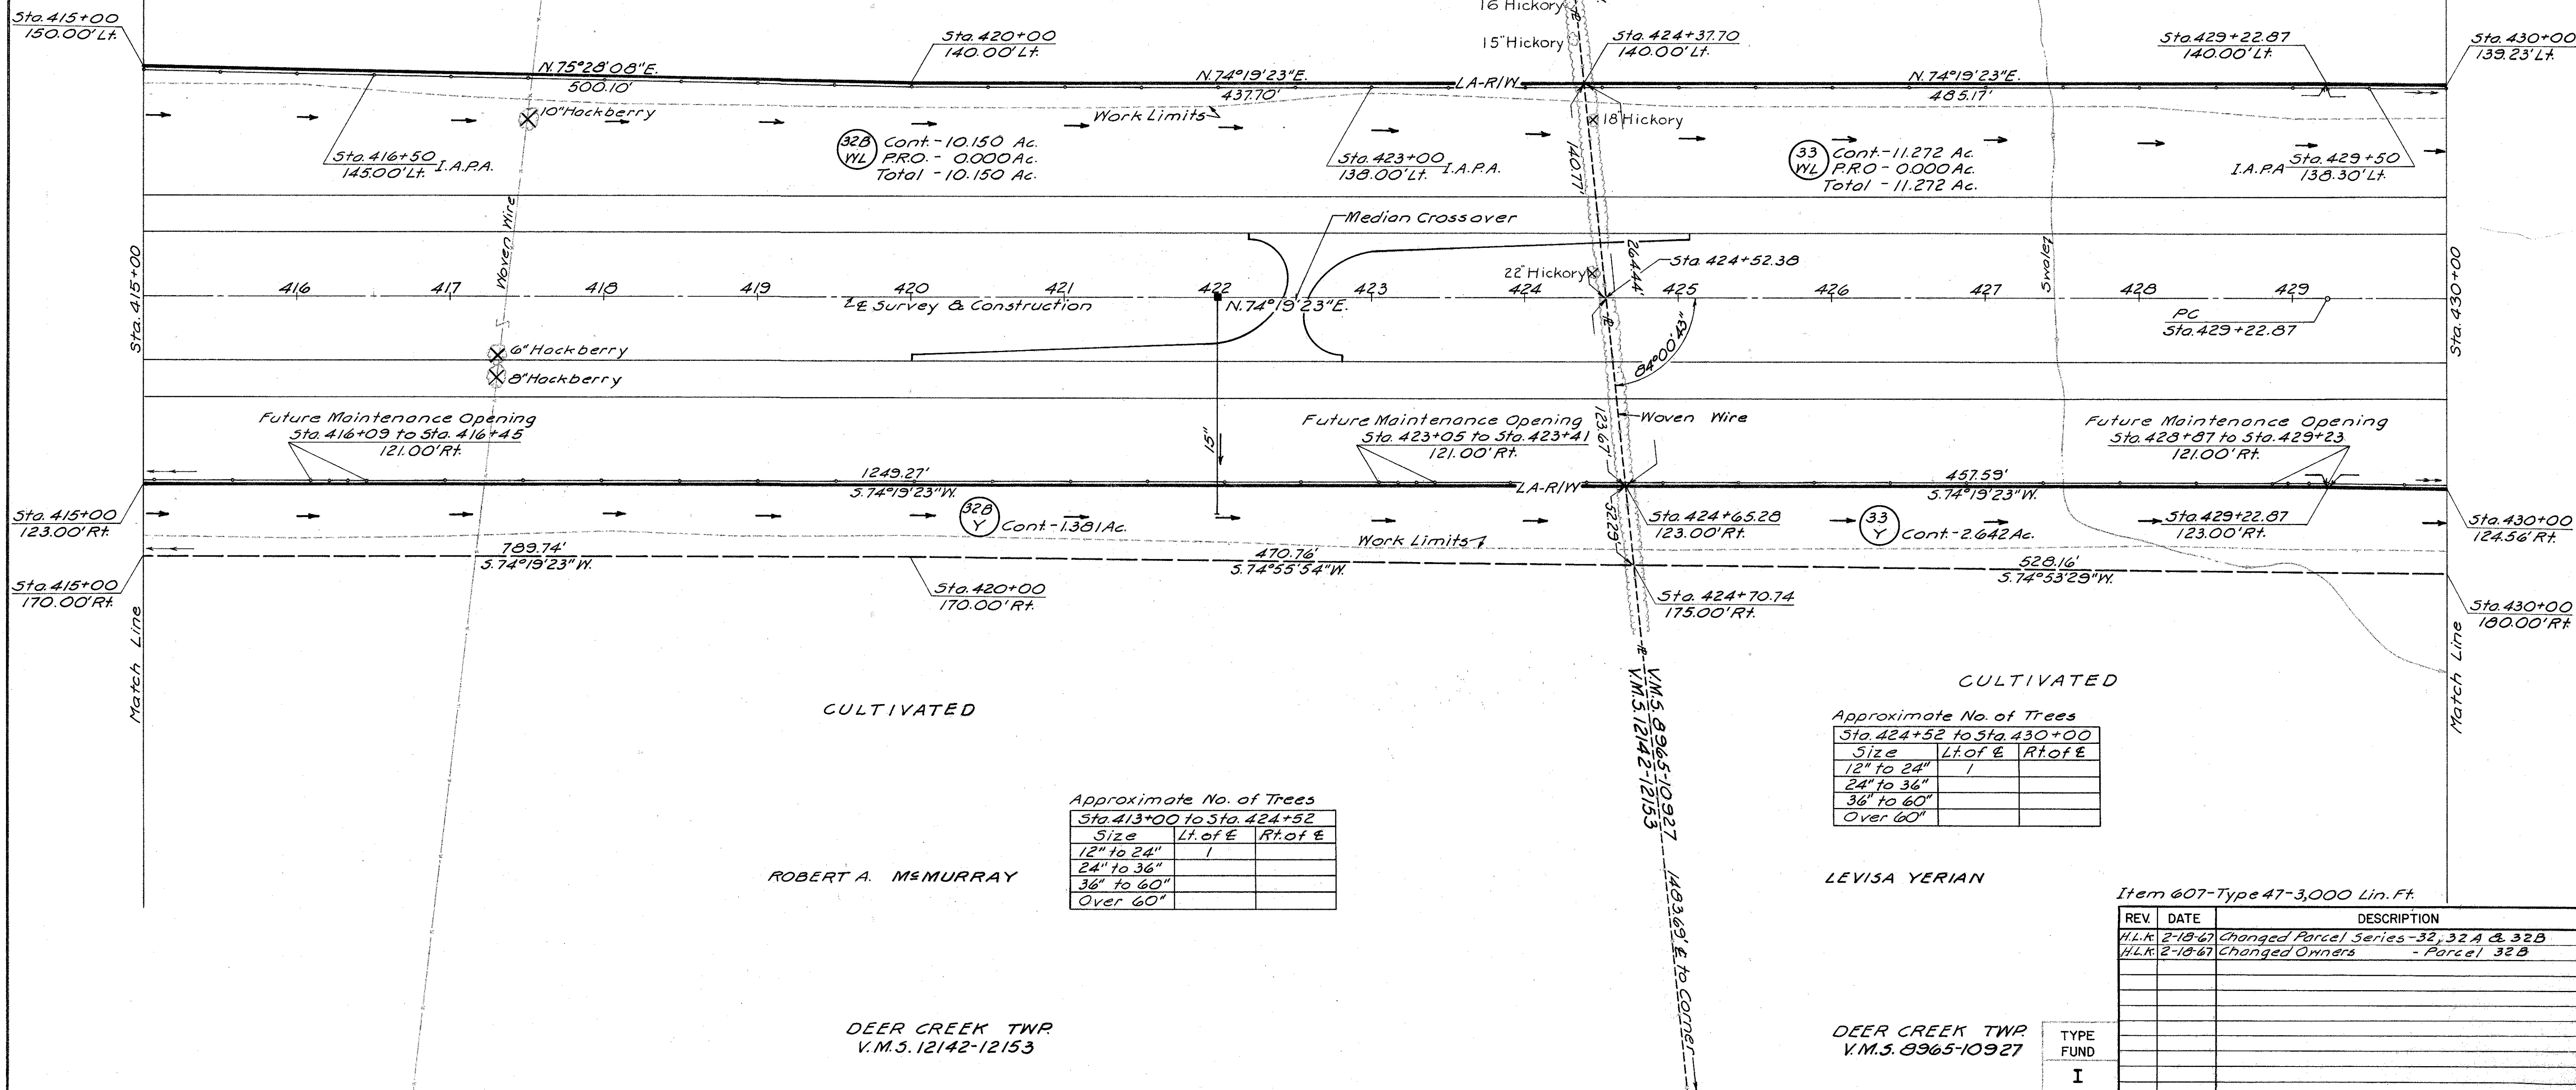 16 Hickory
15" Hickory
Sta. 415+00
150.00' Lt.
Sta. 420+00
140.00' Lt.
Sta. 424+37.70
140.00' Lt.
Sta. 429+22.87
140.00' Lt.
Sta. 430+00
139.23' Lt.
N. 75°28'08" E.
500.10'
N. 74°19'23" E.
437.70'
LA-R/W
N. 74°19'23" E.
485.17'
10" Hackberry
Work Limits
18 Hickory
32B
WL
Cont. - 10.150 Ac.
P.R.O. - 0.000 Ac.
Total - 10.150 Ac.
33
WL
Cont. - 11.272 Ac.
P.R.O - 0.000 Ac.
Total - 11.272 Ac.
Sta. 416+50
145.00' Lt.
I.A.P.A.
Sta. 423+00
138.00' Lt.
I.A.P.A.
140.77'
I.A.P.A
Sta. 429+50
138.30' Lt.
Woven Wire
Median Crossover
Sta. 415+00
264.44'
Sta. 424+52.38
22" Hickory
Swale
Sta. 430+00
416 417 418 419 420 421 422 423 424 425 426 427 428 429
℄ Survey & Construction
N. 74°19'23" E.
PC
Sta. 429+22.87
84°00'43"
6" Hackberry
8" Hackberry
Future Maintenance Opening
Sta. 416+09 to Sta. 416+45
121.00' Rt.
15"
Future Maintenance Opening
Sta. 423+05 to Sta. 423+41
121.00' Rt.
123.67'
Woven Wire
Future Maintenance Opening
Sta. 428+87 to Sta. 429+23
121.00' Rt.
1249.27'
S. 74°19'23" W.
LA-R/W
457.59'
S. 74°19'23" W.
Sta. 415+00
123.00' Rt.
32B
Y
Cont. - 1.381 Ac.
52.29'
Sta. 424+65.28
123.00' Rt.
33
Y
Cont. - 2.642 Ac.
Sta. 429+22.87
123.00' Rt.
Sta. 430+00
124.56' Rt.
789.74'
S. 74°19'23" W.
470.76'
S. 74°55'54" W.
Work Limits
528.16'
S. 74°53'29" W.
Sta. 415+00
170.00' Rt.
Sta. 420+00
170.00' Rt.
Sta. 424+70.74
175.00' Rt.
Sta. 430+00
180.00' Rt.
Match Line
Match Line
V.M.S. 8965-10927
V.M.S. 12142-12153
1483.69' ℄ to Corner
CULTIVATED
CULTIVATED
Approximate No. of Trees
Sta. 424+52 to Sta. 430+00
Size Lt. of ℄ Rt. of ℄
12" to 24" 1
24" to 36"
36" to 60"
Over 60"
Approximate No. of Trees
Sta. 413+00 to Sta. 424+52
Size Lt. of ℄ Rt. of ℄
12" to 24" 1
24" to 36"
36" to 60"
Over 60"
ROBERT A. McMURRAY
LEVISA YERIAN
Item 607-Type 47-3,000 Lin. Ft.
REV. DATE DESCRIPTION
H.L.K. 2-18-67 Changed Parcel Series-32, 32A & 32B
H.L.K. 2-18-67 Changed Owners - Parcel 32B
DEER CREEK TWP.
V.M.S. 12142-12153
DEER CREEK TWP.
V.M.S. 8965-10927
TYPE
FUND
I